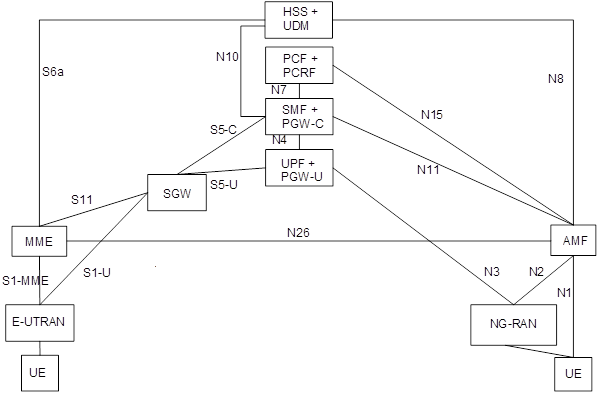 HSS +
UDM
N10
PCF +
PCRF
S6a
N8
N7
SMF +
PGW-C
N15
S5-C
N4
UPF +
PGW-U
N11
S5-U
SGW
S11
N26
MME
AMF
S1-MME
S1-U
N3
N2
N1
E-UTRAN
NG-RAN
UE
UE